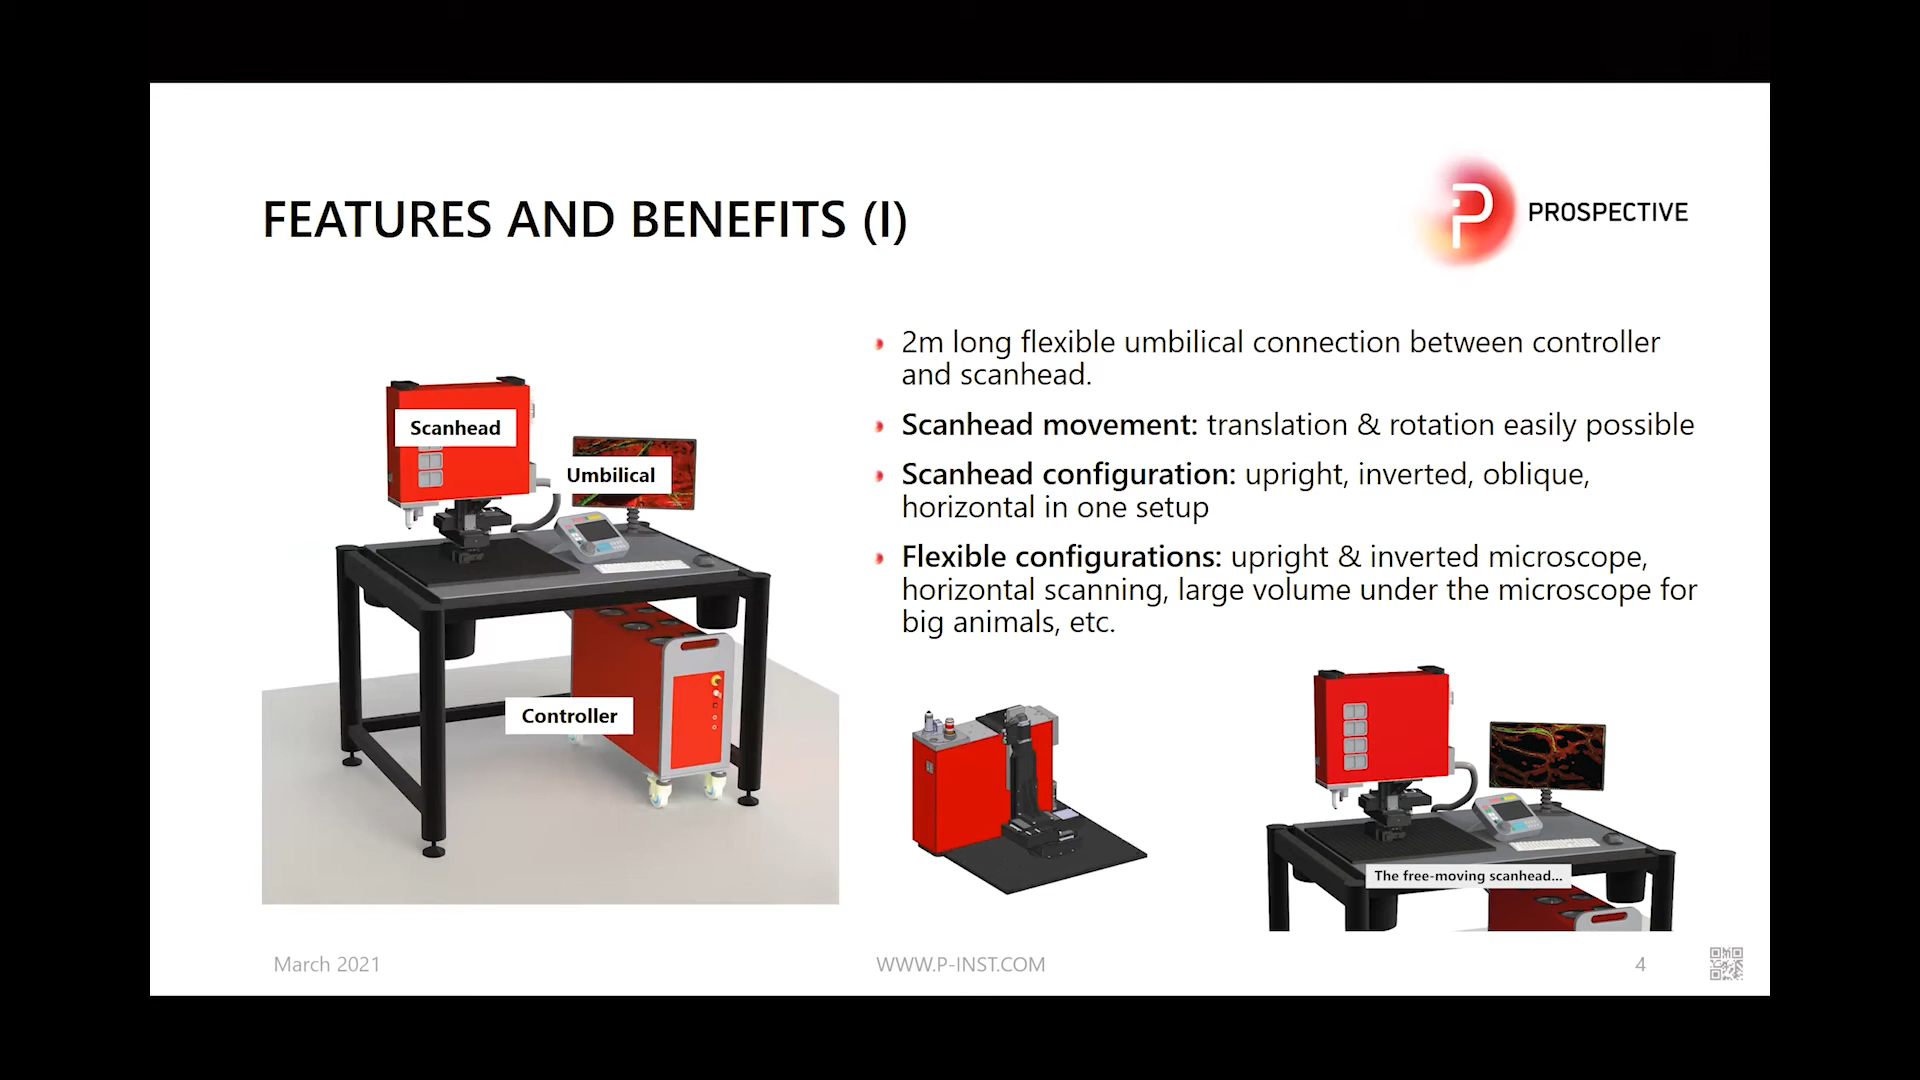 FEATURES AND BENEFITS (I)
PROSPECTIVE
2m long flexible umbilical connection between controller
and scanhead.
Scanhead movement: translation & rotation easily possible
Scanhead configuration: upright, inverted, oblique,
horizontal in one setup
Flexible configurations: upright & inverted microscope,
horizontal scanning, large volume under the microscope for
big animals, etc.
Scanhead
Umbilical
Controller
The free-moving scanhead...
March 2021
WWW.P-INST.COM
4